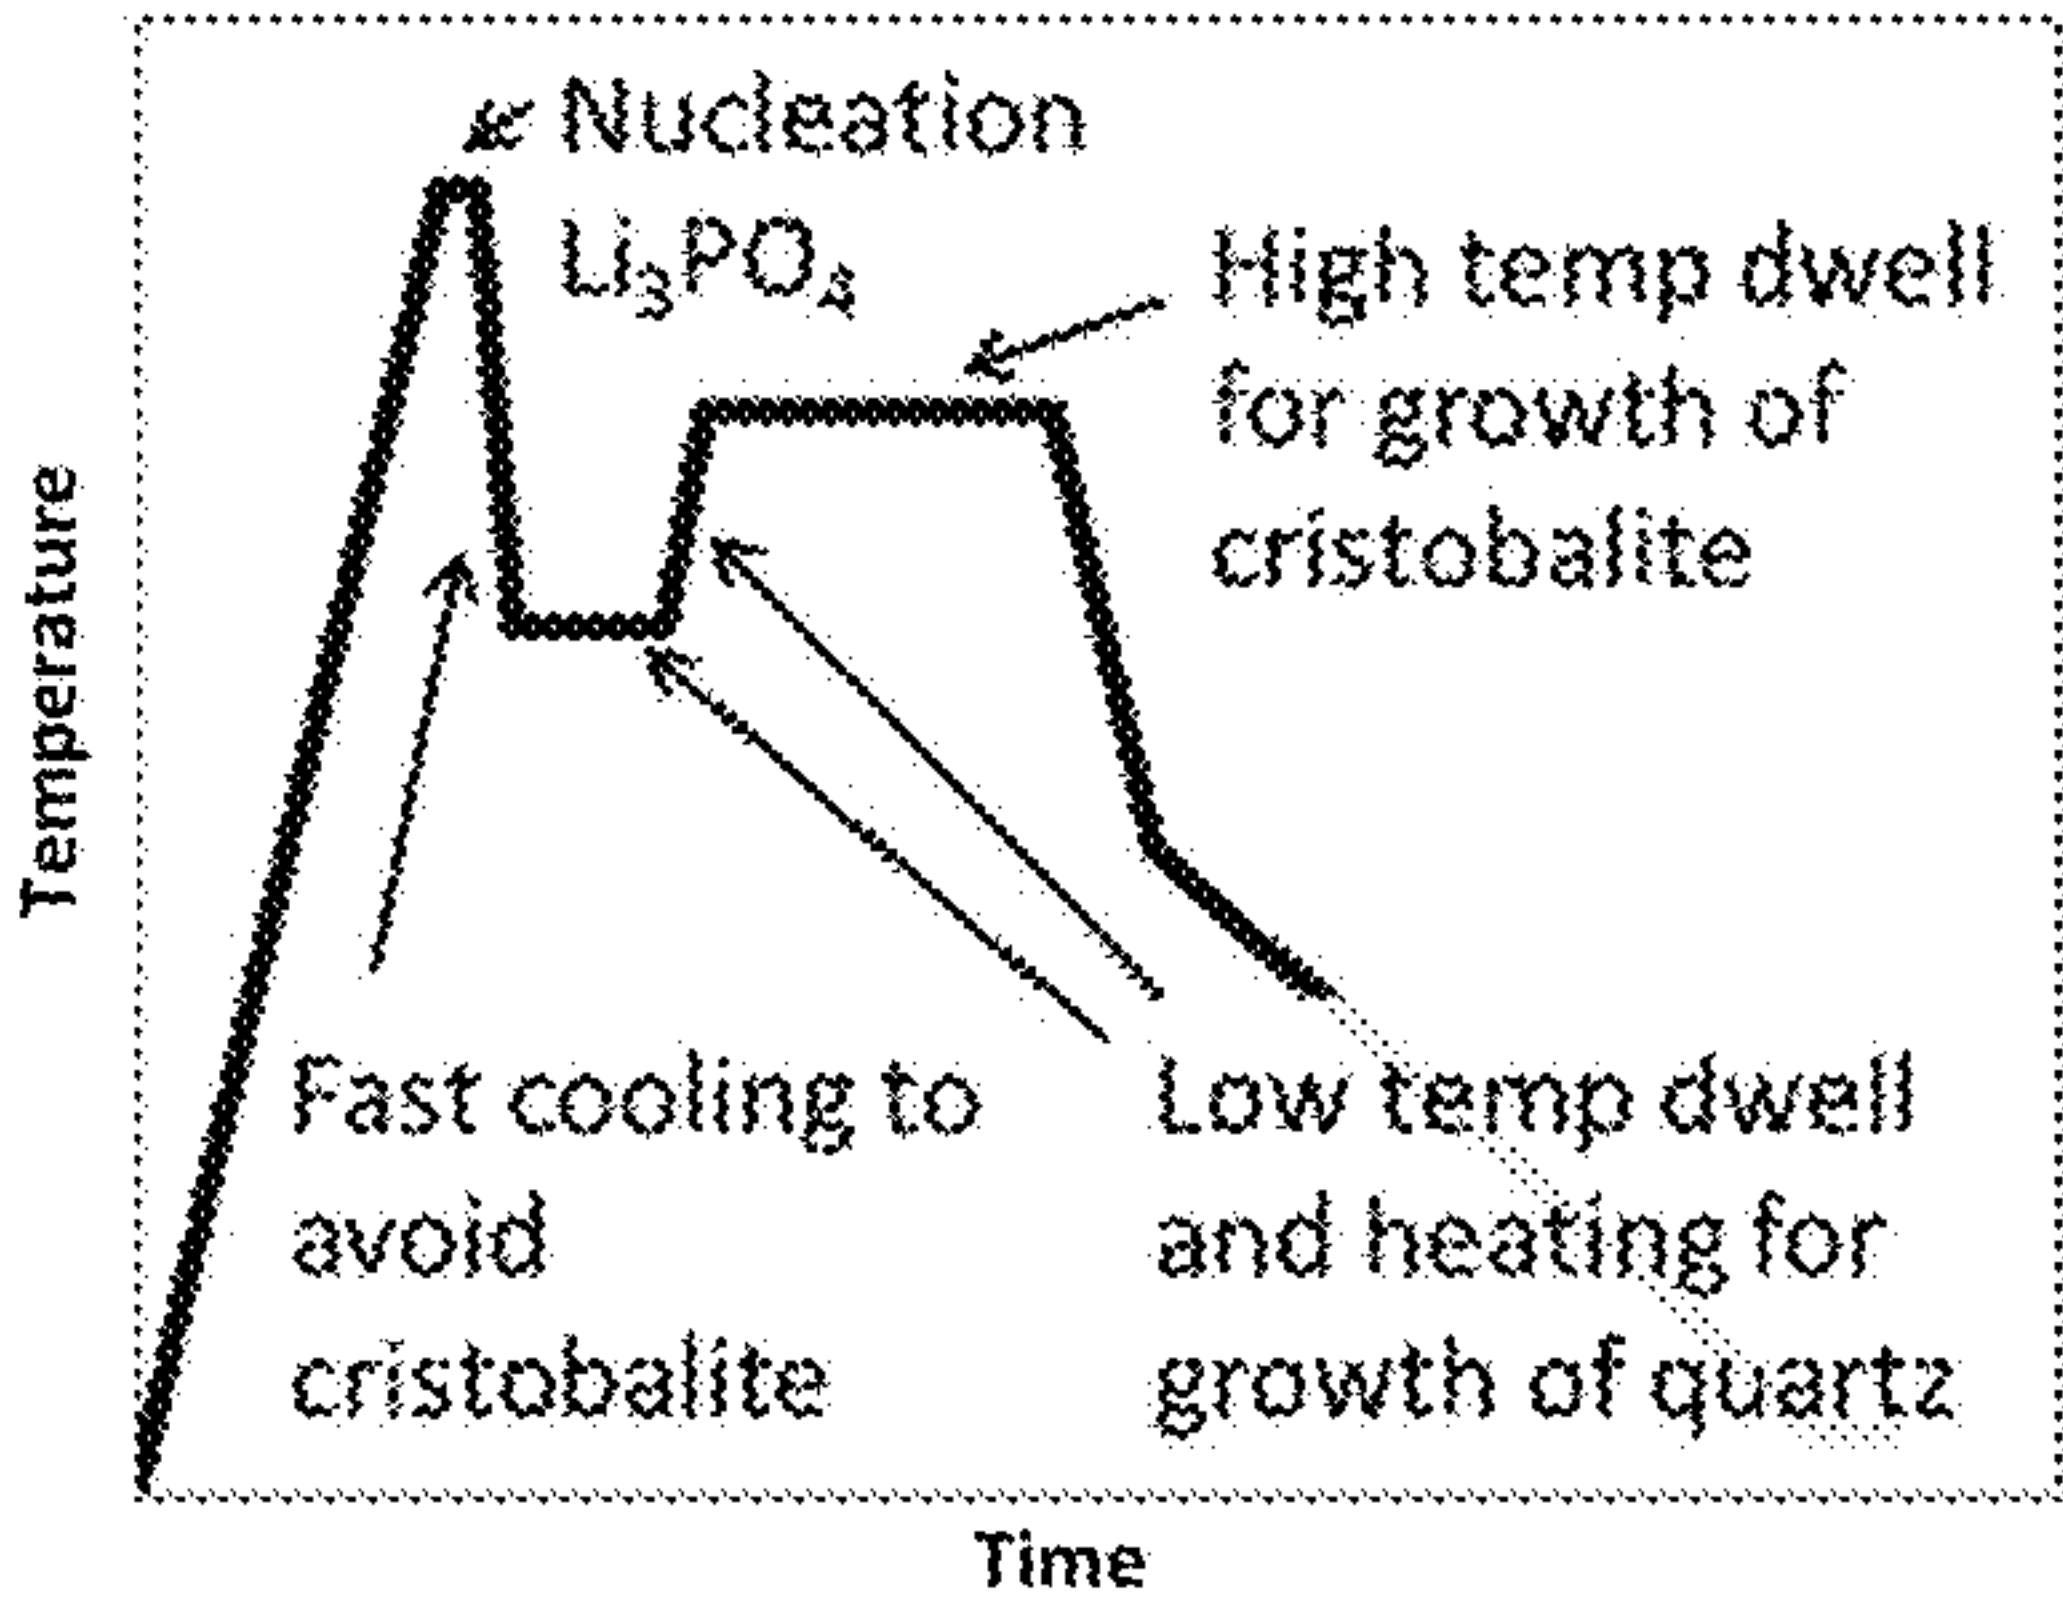 Nucleation
Li₃PO₄
High temp dwell
for growth of
cristobalite
Temperature
Fast cooling to
avoid
cristobalite
Low temp dwell
and heating for
growth of quartz
Time